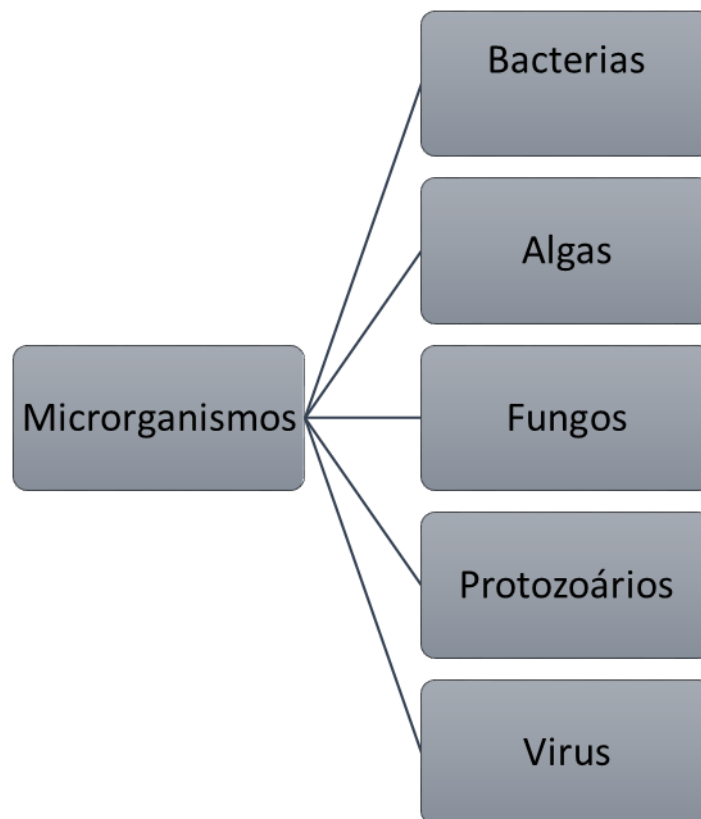 Bacterias
Algas
Microrganismos
Fungos
Protozoários
Virus